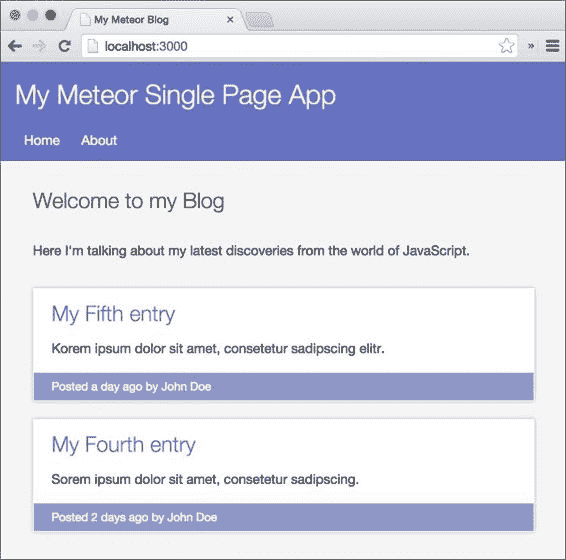 My Meteor Blog
localhost:3000
My Meteor Single Page App
Home About
Welcome to my Blog
Here I'm talking about my latest discoveries from the world of JavaScript.
My Fifth entry
Korem ipsum dolor sit amet, consetetur sadipscing elitr.
Posted a day ago by John Doe
My Fourth entry
Sorem ipsum dolor sit amet, consetetur sadipscing.
Posted 2 days ago by John Doe